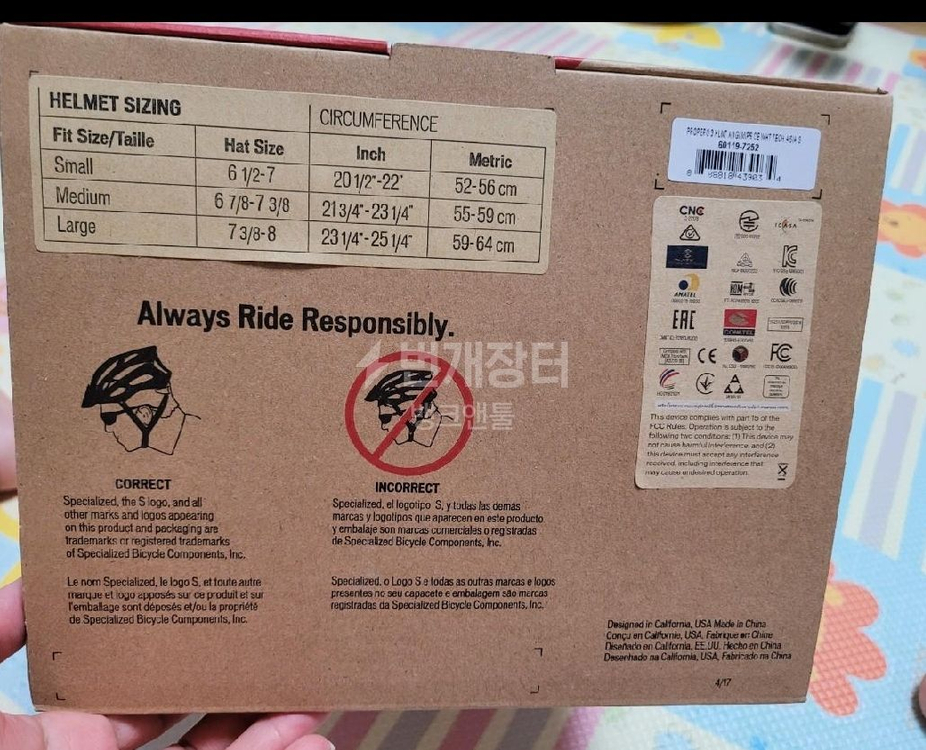 HELMET SIZING
CIRCUMFERENCE
Fit Size/Taille Hat Size Inch Metric
Small 6 1/2-7 20 1/2"-22" 52-56 cm
Medium 6 7/8-7 3/8 21 3/4"-23 1/4" 55-59 cm
Large 7 3/8-8 23 1/4"-25 1/4" 59-64 cm
Always Ride Responsibly.
번개장터
뱅크앤툴
CORRECT
Specialized, the S logo, and all
other marks and logos appearing
on this product and packaging are
trademarks or registered trademarks
of Specialized Bicycle Components, Inc.
Le nom Specialized, le logo S, et toute autre
marque et logo apposés sur ce produit et sur
l'emballage sont déposés et/ou la propriété
de Specialized Bicycle Components, Inc.
INCORRECT
Specialized, el logotipo S, y todas las demás
marcas y logotipos que aparecen en este producto
y embalaje son marcas comerciales o registradas
de Specialized Bicycle Components, Inc.
Specialized, o Logo S e todas as outras marcas e logos
presentes no seu capacete e embalagem são marcas
registradas da Specialized Bicycle Components, Inc.
60119-7252
CNC
ICASA
ANATEL
NOM
EAC
CONATEL
CE
FC
This device complies with part 15 of the
FCC Rules. Operation is subject to the
following two conditions: (1) This device may
not cause harmful interference, and (2)
this device must accept any interference
received, including interference that
may cause undesired operation.
Designed in California, USA Made in China
Conçu en Californie, USA, Fabriqué en Chine
Diseñado en California, EE.UU. Hecho en China
Desenhado na California, USA, Fabricado na China
4/17